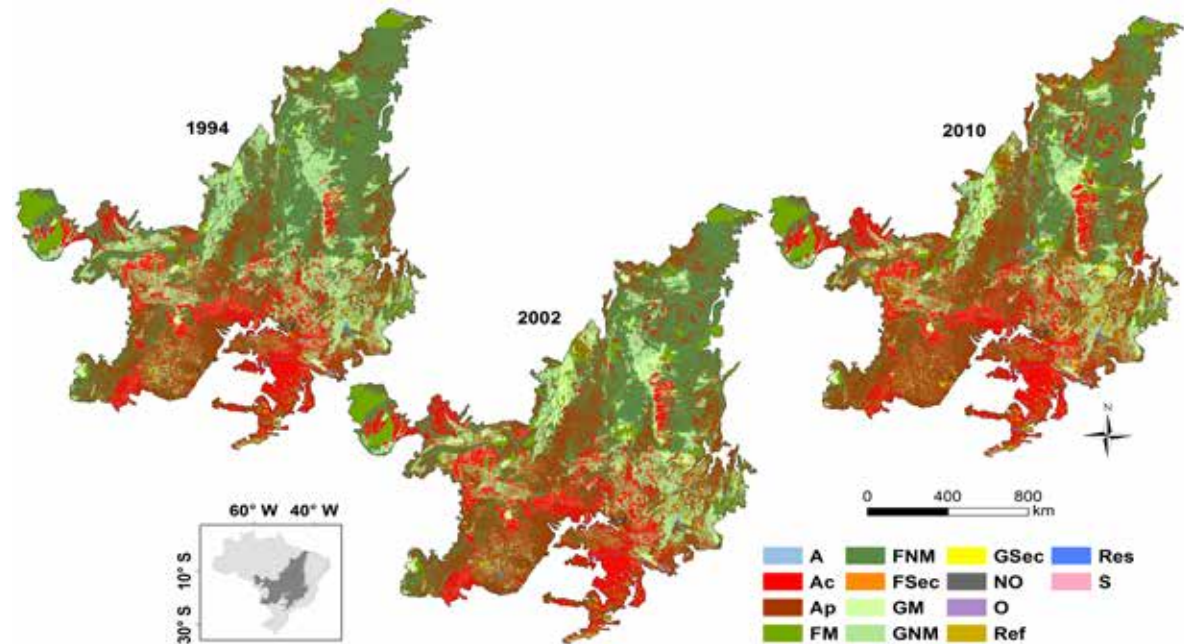 1994
2010
2002
N
0 400 800
km
60° W 40° W
10° S
30° S
A FNM GSec Res
Ac FSec NO S
Ap GM O
FM GNM Ref